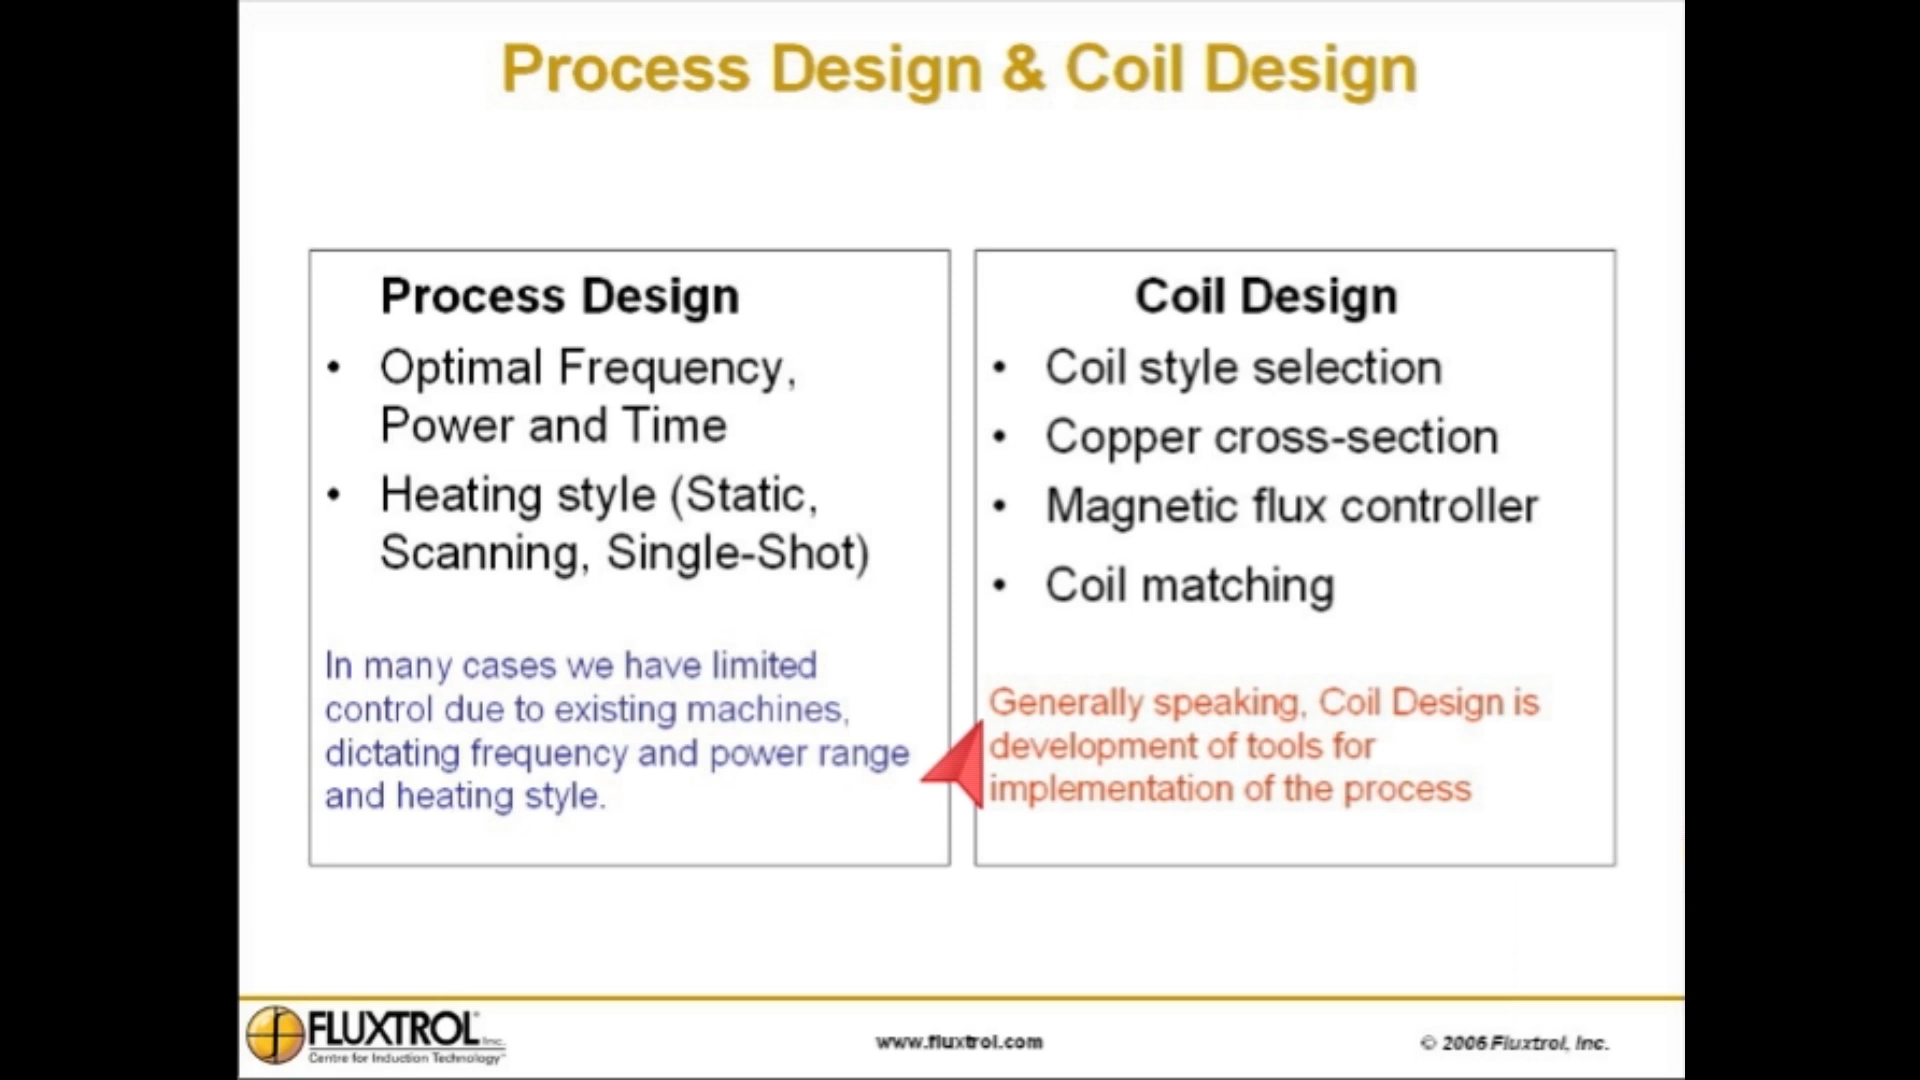 Process Design & Coil Design
Process Design
• Optimal Frequency,
Power and Time
• Heating style (Static,
Scanning, Single-Shot)
In many cases we have limited
control due to existing machines,
dictating frequency and power range
and heating style.
Coil Design
• Coil style selection
• Copper cross-section
• Magnetic flux controller
• Coil matching
Generally speaking, Coil Design is
development of tools for
implementation of the process
FLUXTROL Inc.
Centre for Induction Technology
www.fluxtrol.com
© 2006 Fluxtrol, Inc.